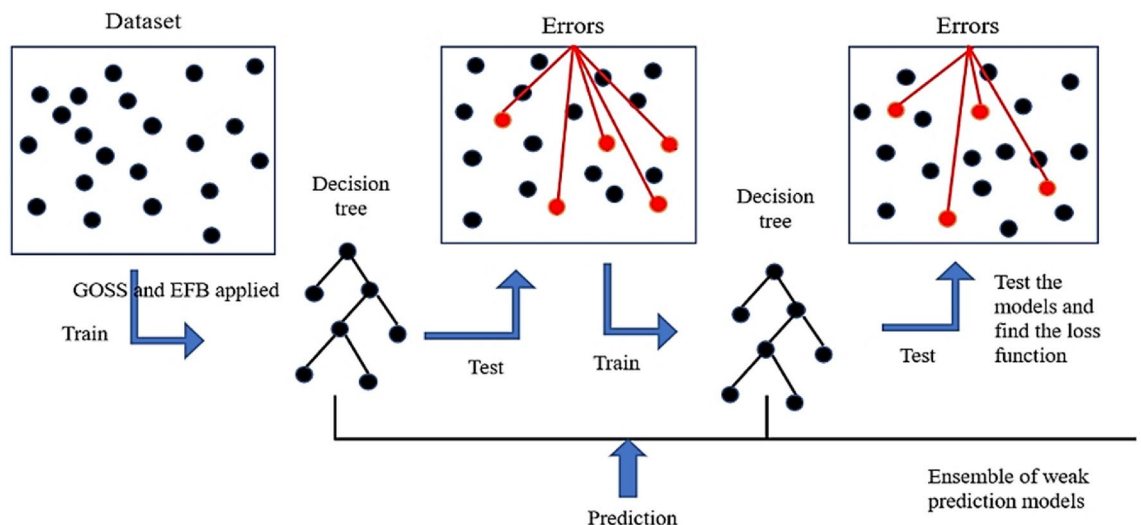 Dataset
Errors
Errors
Decision
tree
Decision
tree
GOSS and EFB applied
Train
Test
Train
Test
Test the
models and
find the loss
function
Prediction
Ensemble of weak
prediction models